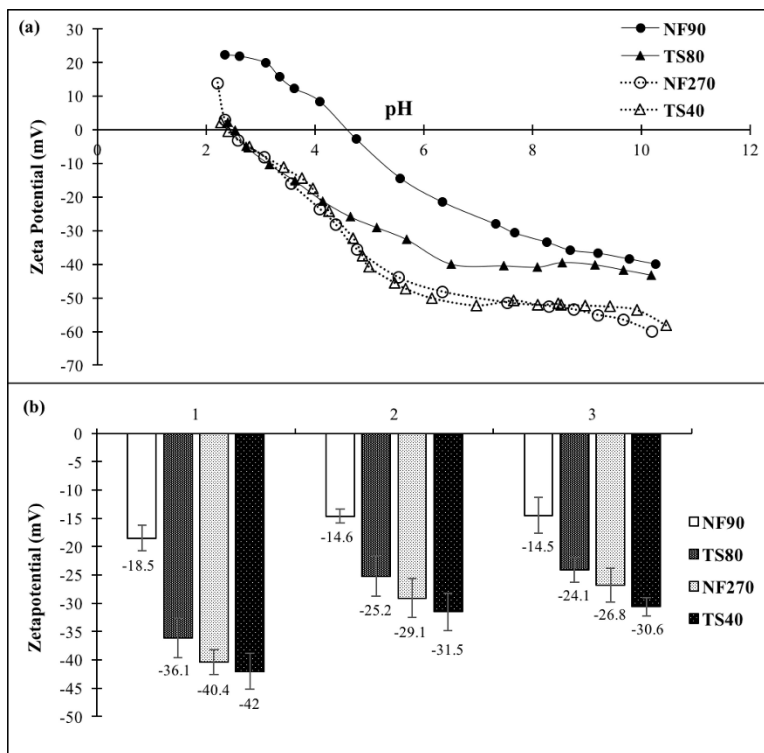 (a)
30
20
10
0
-10
-20
-30
-40
-50
-60
-70
Zeta Potential (mV)
0 2 4 6 8 10 12
pH
NF90
TS80
NF270
TS40
(b)
1 2 3
0
-5
-10
-15
-20
-25
-30
-35
-40
-45
-50
Zetapotential (mV)
-18.5 -36.1 -40.4 -42
-14.6 -25.2 -29.1 -31.5
-14.5 -24.1 -26.8 -30.6
NF90
TS80
NF270
TS40